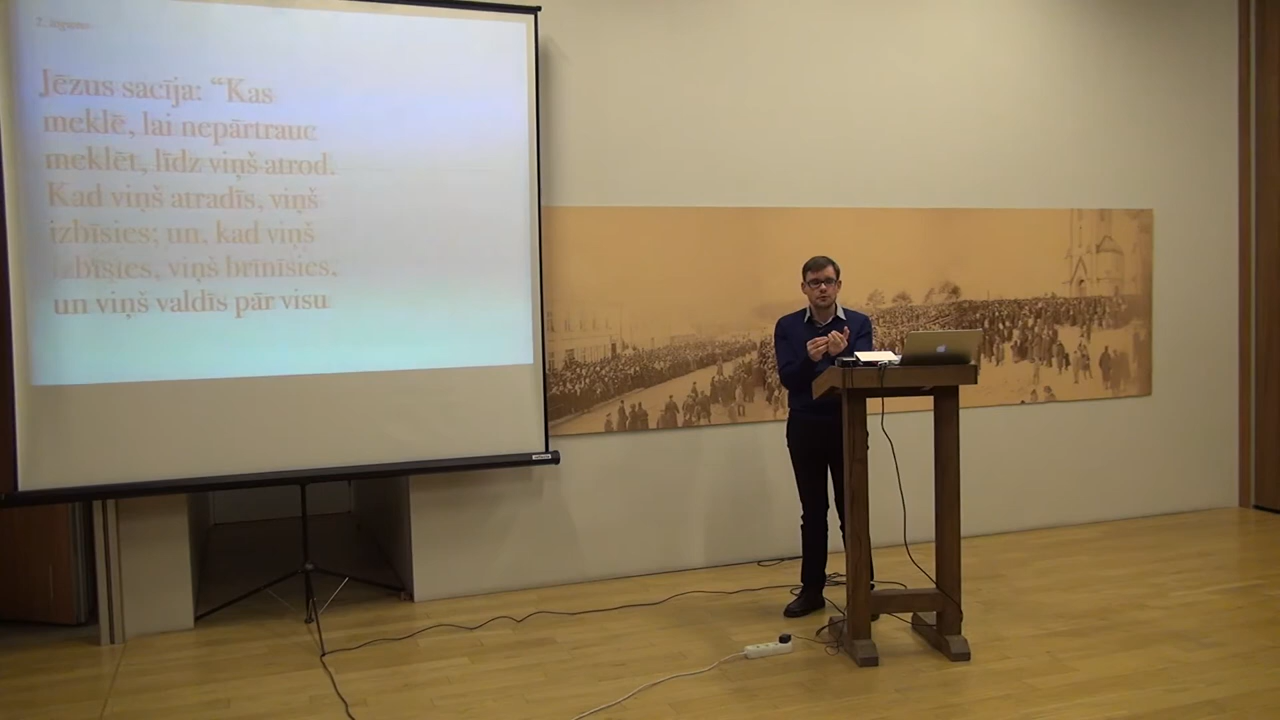 Jēzus sacīja: “Kas
meklē, lai nepārtrauc
meklēt, līdz viņš atrod.
Kad viņš atradīs, viņš
izbīsies; un, kad viņš
izbīsies, viņš brīnīsies,
un viņš valdīs pār visu